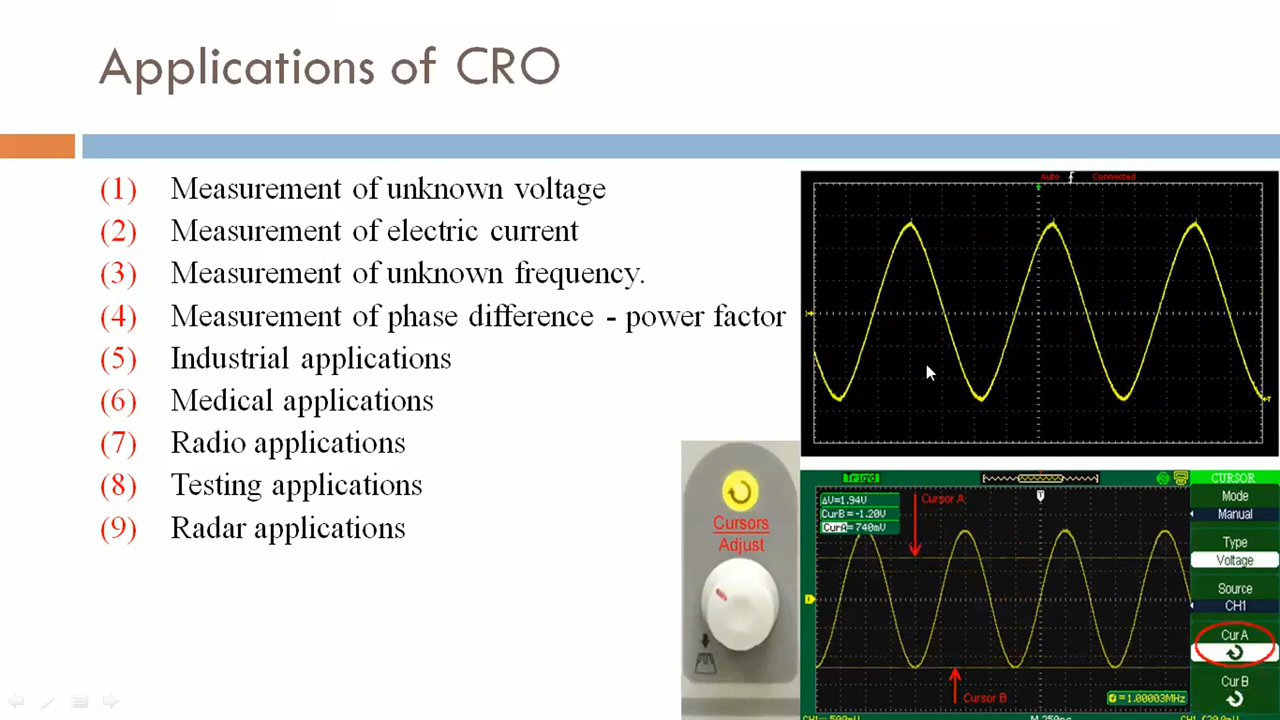 Applications of CRO
(1) Measurement of unknown voltage
(2) Measurement of electric current
(3) Measurement of unknown frequency.
(4) Measurement of phase difference - power factor
(5) Industrial applications
(6) Medical applications
(7) Radio applications
(8) Testing applications
(9) Radar applications
Auto Connected
Cursors
Adjust
Trig'd
CURSOR
ΔV=1.94V
CurB=-1.20V
CurA=740mV
Cursor A
T
Mode
Manual
Type
Voltage
Source
CH1
CurA
CurB
Cursor B
f=1.00003MHz